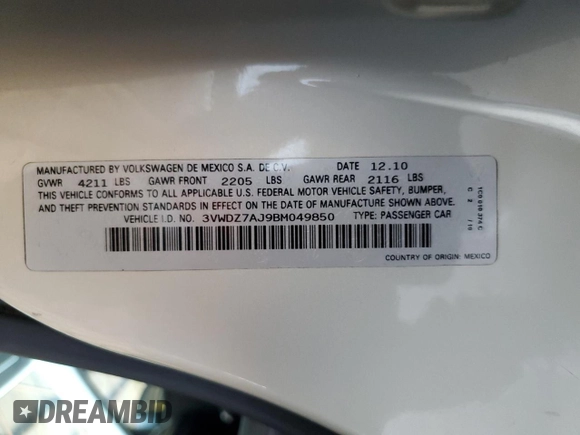 MANUFACTURED BY VOLKSWAGEN DE MEXICO S.A. DE C.V. DATE 12.10
GVWR 4211 LBS GAWR FRONT 2205 LBS GAWR REAR 2116 LBS
THIS VEHICLE CONFORMS TO ALL APPLICABLE U.S. FEDERAL MOTOR VEHICLE SAFETY, BUMPER,
AND THEFT PREVENTION STANDARDS IN EFFECT ON THE DATE OF MANUFACTURE SHOWN ABOVE.
VEHICLE I.D. NO. 3VWDZ7AJ9BM049850 TYPE: PASSENGER CAR
COUNTRY OF ORIGIN: MEXICO
DREAMBID